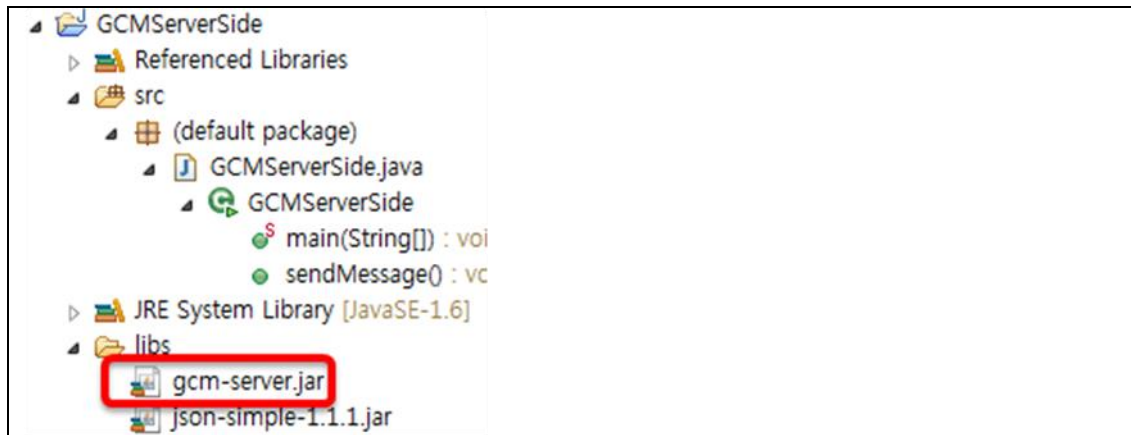 GCMServerSide
Referenced Libraries
src
(default package)
GCMServerSide.java
GCMServerSide
main(String[]) : voi
sendMessage() : vc
JRE System Library [JavaSE-1.6]
libs
gcm-server.jar
json-simple-1.1.1.jar